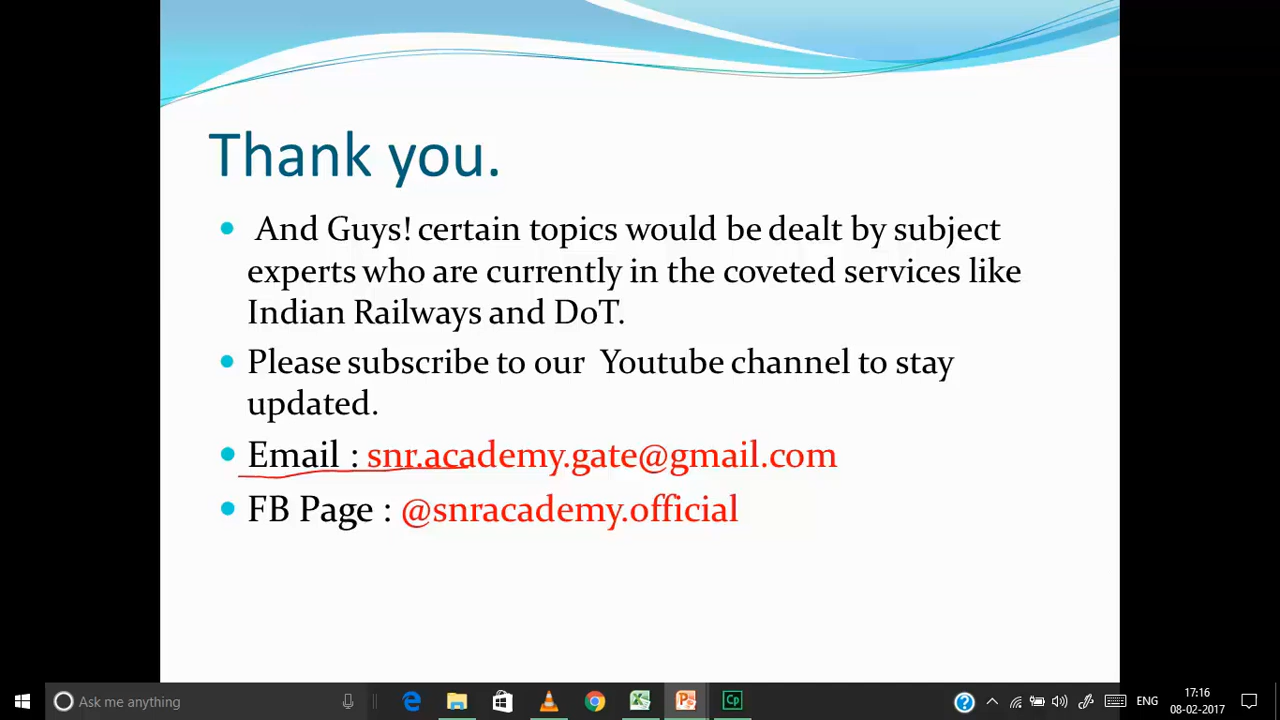 Thank you.
And Guys! certain topics would be dealt by subject
experts who are currently in the coveted services like
Indian Railways and DoT.
Please subscribe to our Youtube channel to stay
updated.
Email : snr.academy.gate@gmail.com
FB Page : @snracademy.official
Ask me anything
ENG
17:16
08-02-2017